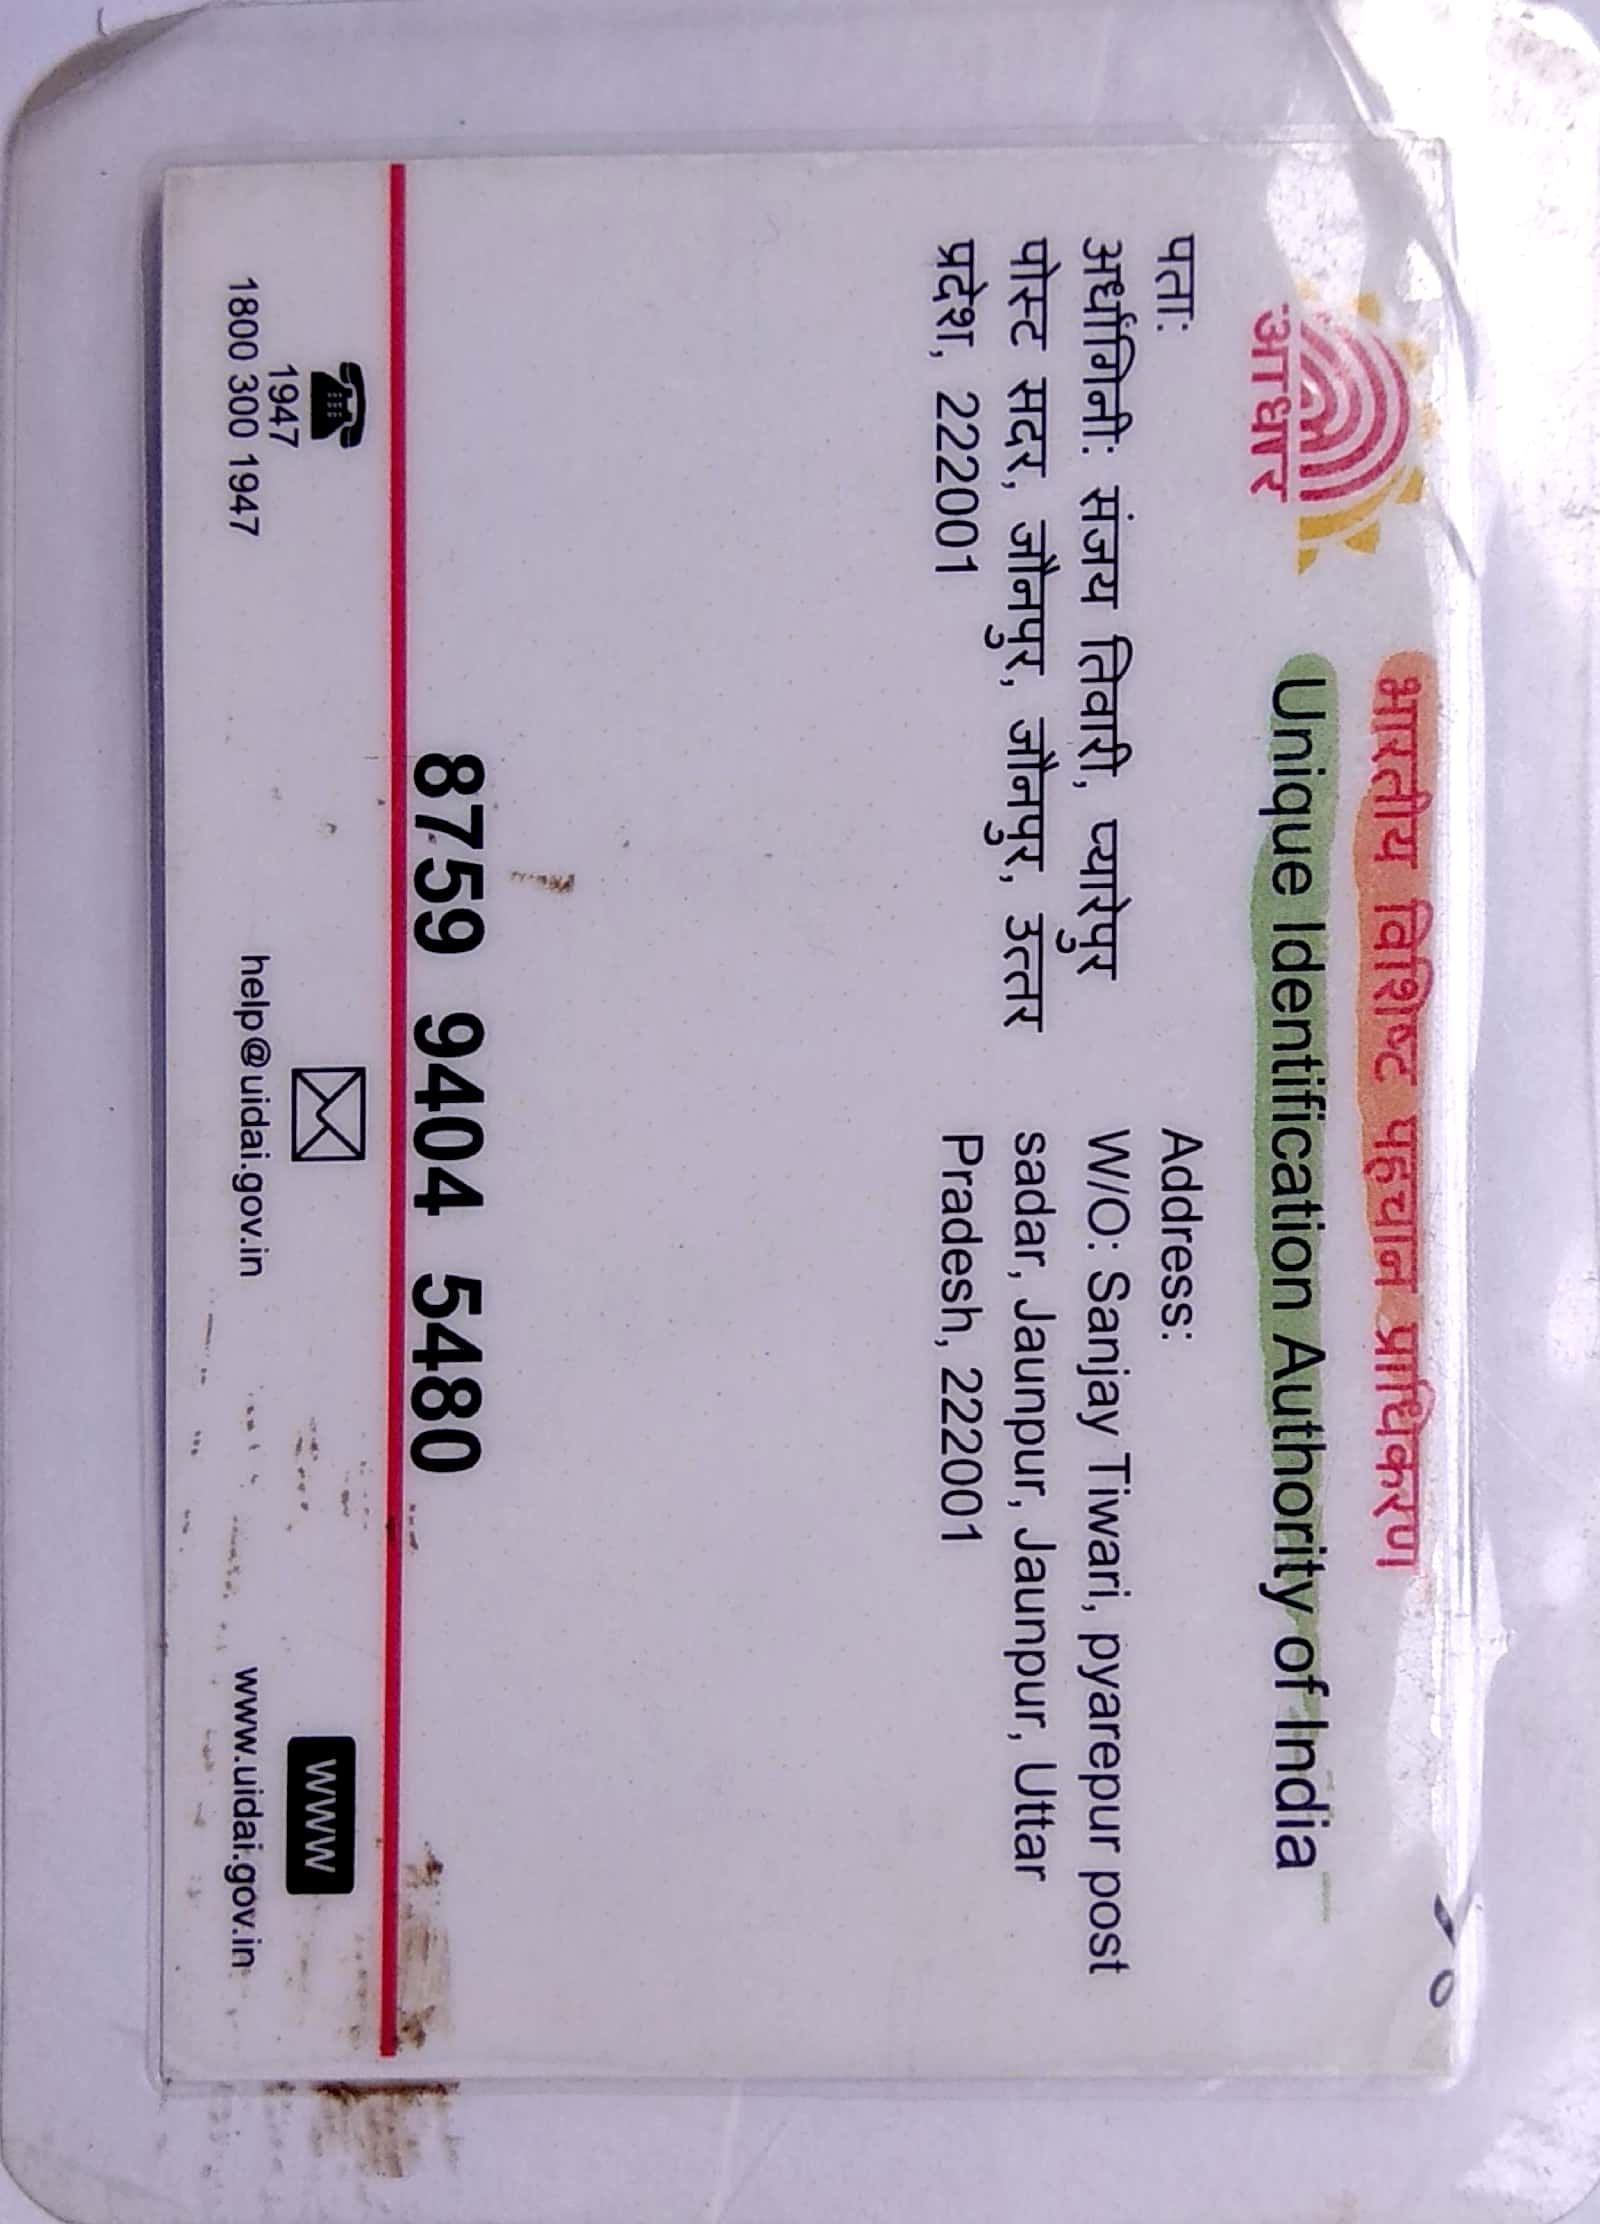 भारतीय विशिष्ट पहचान प्राधिकरण
Unique Identification Authority of India
आधार
पता:
अर्धांगिनी: संजय तिवारी, प्यारेपुर
पोस्ट सदर, जौनपुर, जौनपुर, उत्तर
प्रदेश, 222001
Address:
W/O: Sanjay Tiwari, pyarepur post
sadar, Jaunpur, Jaunpur, Uttar
Pradesh, 222001
8759 9404 5480
1947
1800 300 1947
help@uidai.gov.in
WWW
www.uidai.gov.in